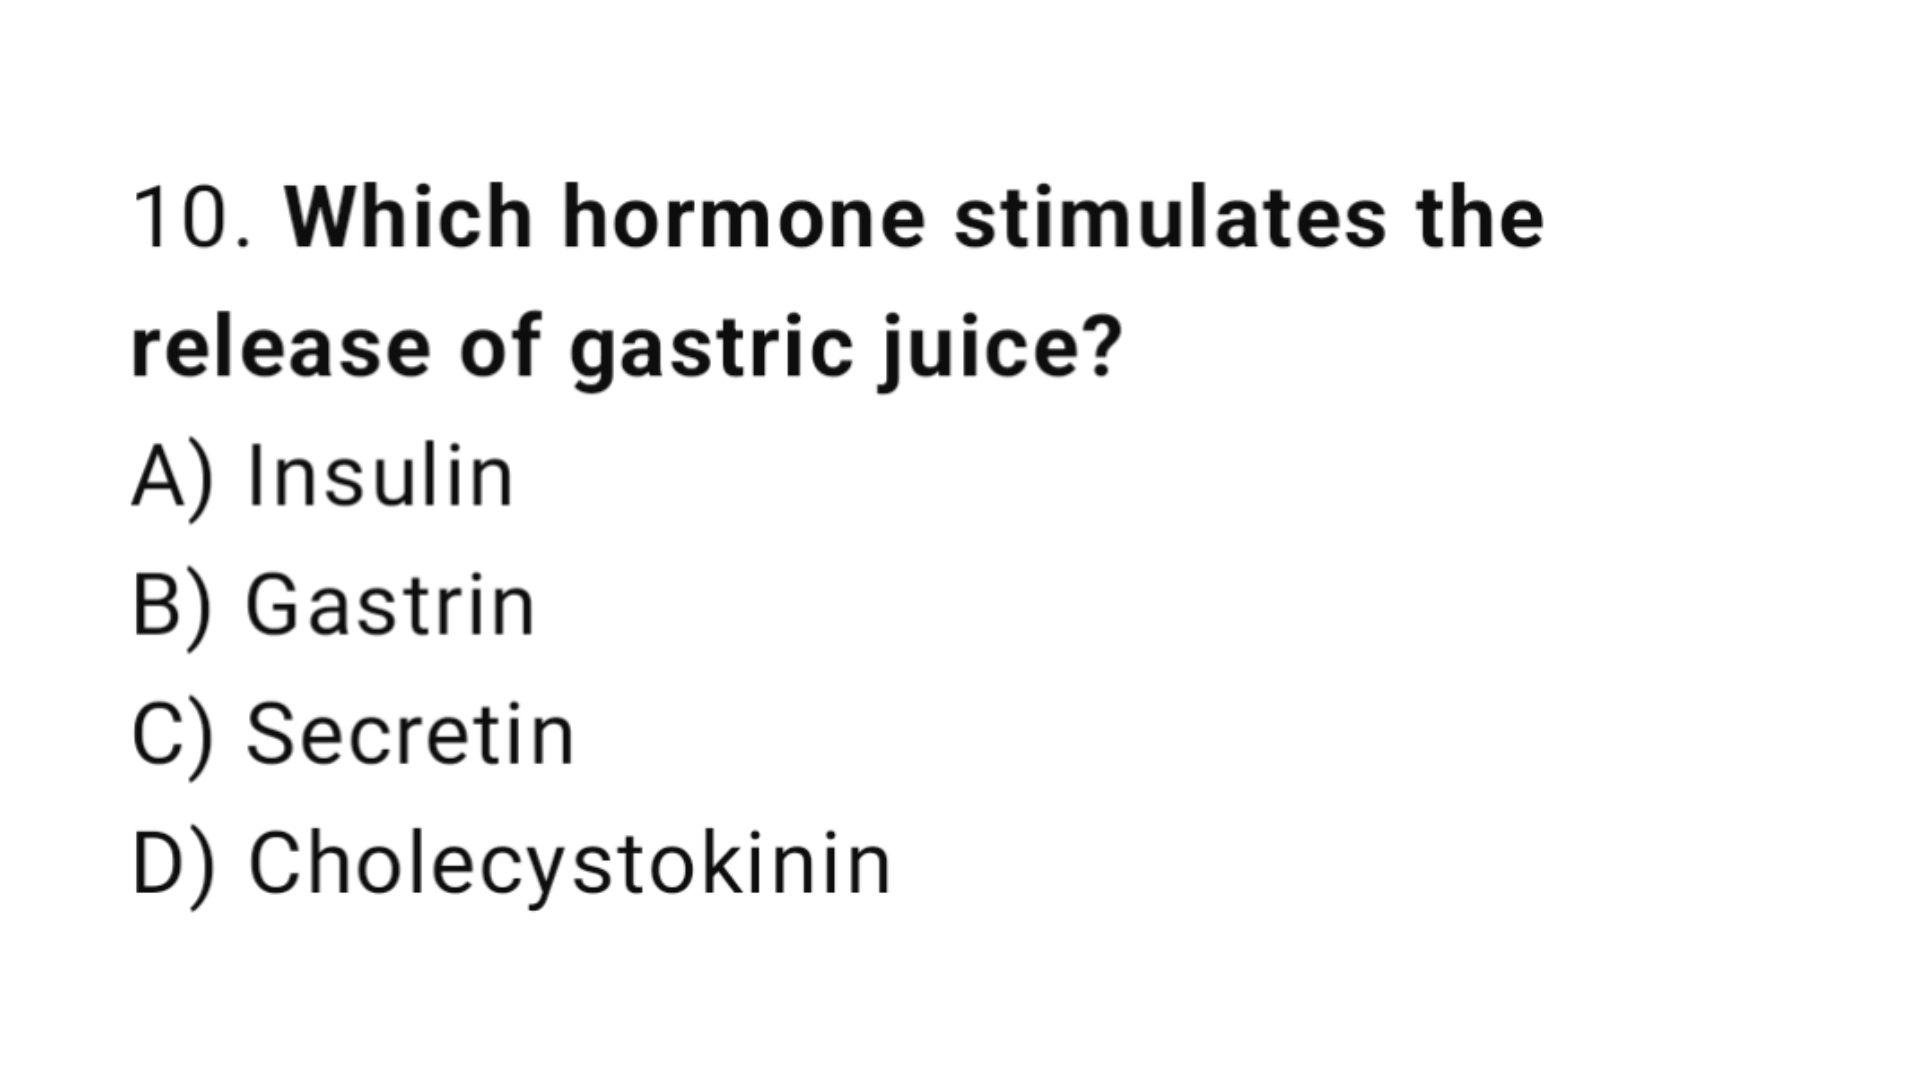 10. Which hormone stimulates the
release of gastric juice?
A) Insulin
B) Gastrin
C) Secretin
D) Cholecystokinin